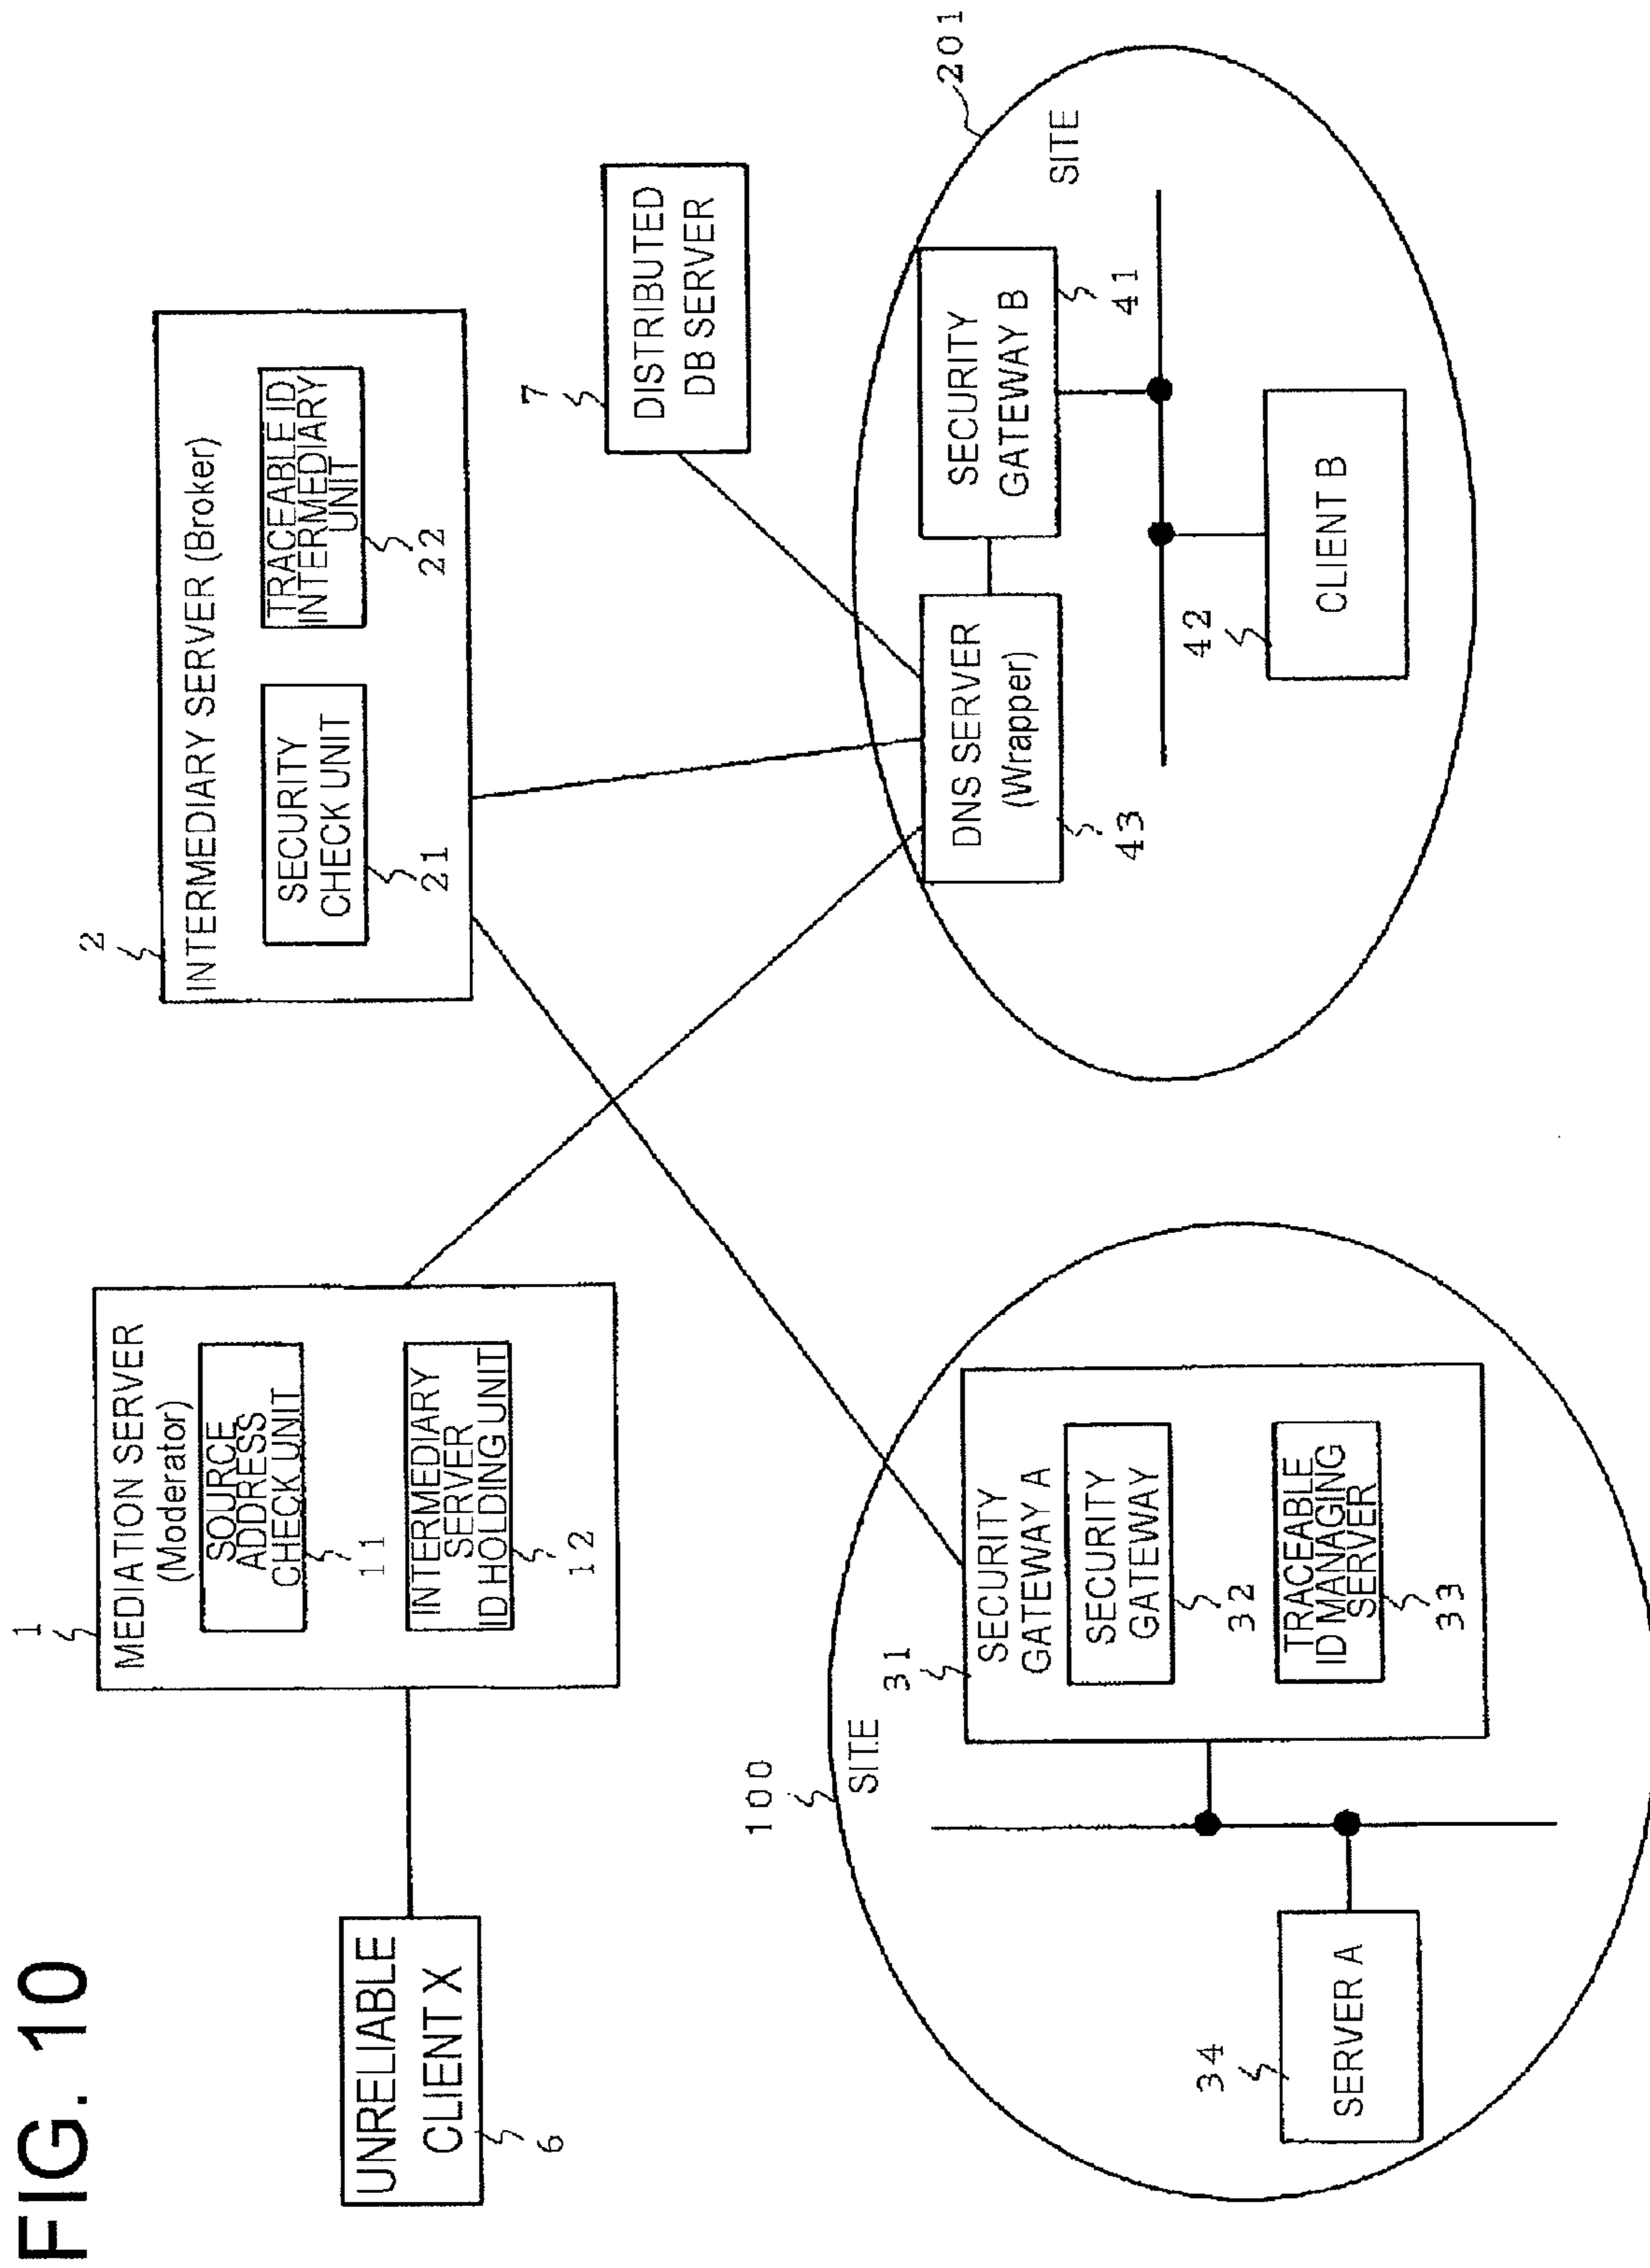 FIG. 10
1
MEDIATION SERVER
(Moderator)
SOURCE
ADDRESS
CHECK UNIT
11
INTERMEDIARY
SERVER
ID HOLDING UNIT
12
UNRELIABLE
CLIENT X
6
2
INTERMEDIARY SERVER (Broker)
SECURITY
CHECK UNIT
21
TRACEABLE ID
INTERMEDIARY
UNIT
22
7
DISTRIBUTED
DB SERVER
100
SITE
31
SECURITY
GATEWAY A
SECURITY
GATEWAY
32
TRACEABLE
ID MANAGING
SERVER
33
34
SERVER A
201
SITE
DNS SERVER
(Wrapper)
43
SECURITY
GATEWAY B
41
42
CLIENT B